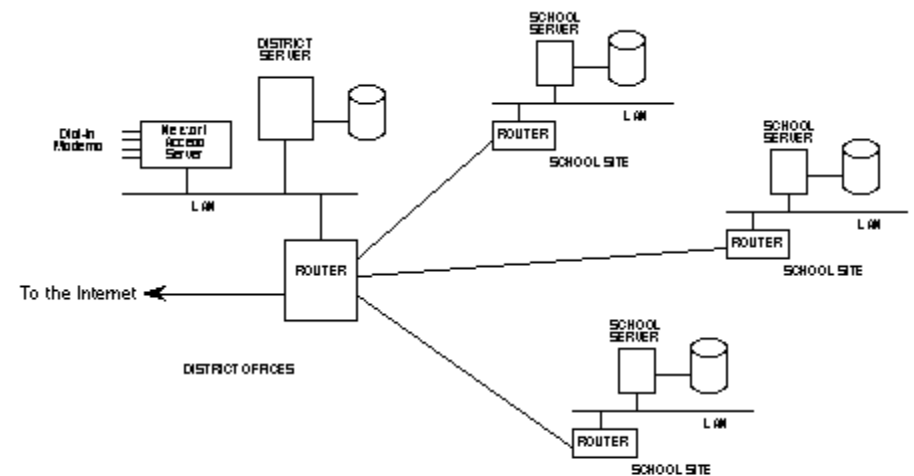 DISTRICT
SERVER
Dial-In
Modems
Network
Access
Server
LAN
ROUTER
To the Internet
DISTRICT OFFICES
SCHOOL
SERVER
LAN
ROUTER
SCHOOL SITE
SCHOOL
SERVER
LAN
ROUTER
SCHOOL SITE
SCHOOL
SERVER
LAN
ROUTER
SCHOOL SITE